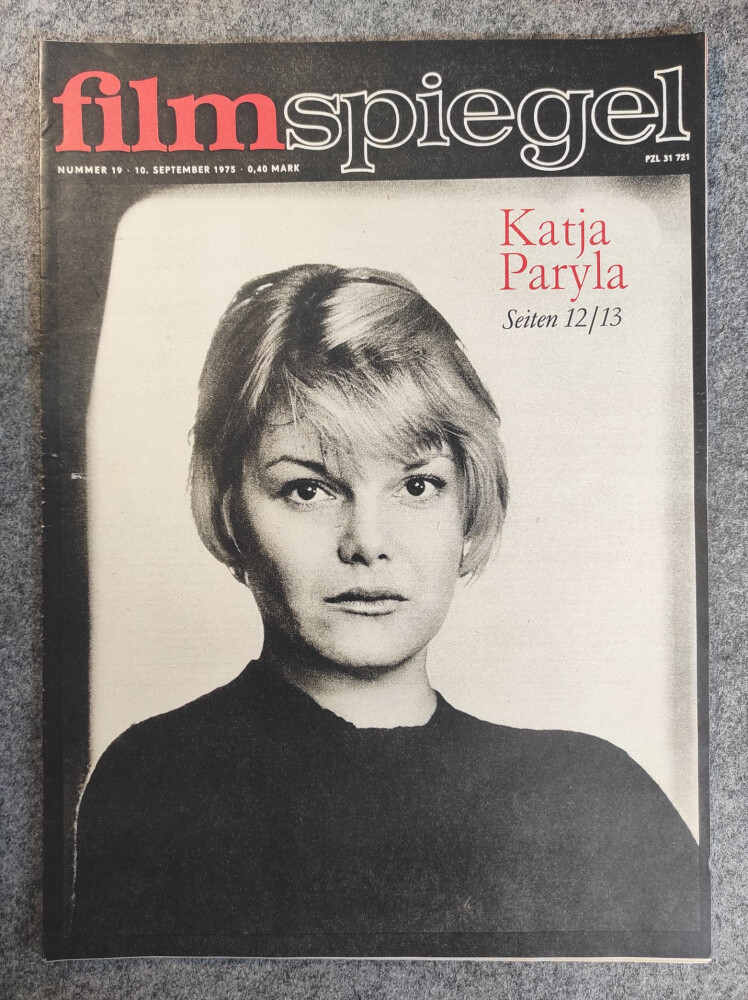 filmspiegel
NUMMER 19 · 10. SEPTEMBER 1975 · 0,40 MARK
PZL 31 721
Katja
Paryla
Seiten 12/13